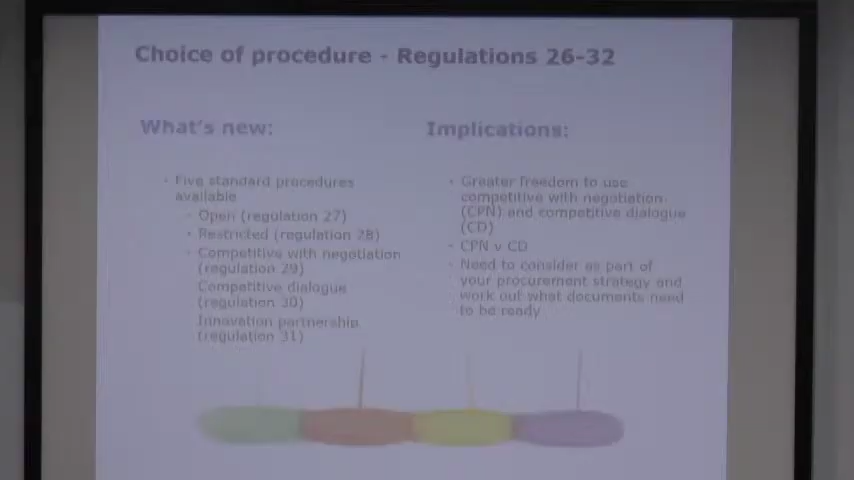 Choice of procedure - Regulations 26-32
What's new:
• Five standard procedures
available
• Open (regulation 27)
• Restricted (regulation 28)
• Competitive with negotiation
(regulation 29)
Competitive dialogue
(regulation 30)
Innovation partnership
(regulation 31)
Implications:
• Greater freedom to use
competitive with negotiation
(CPN) and competitive dialogue
(CD)
• CPN v CD
• Need to consider as part of
your procurement strategy and
work out what documents need
to be ready